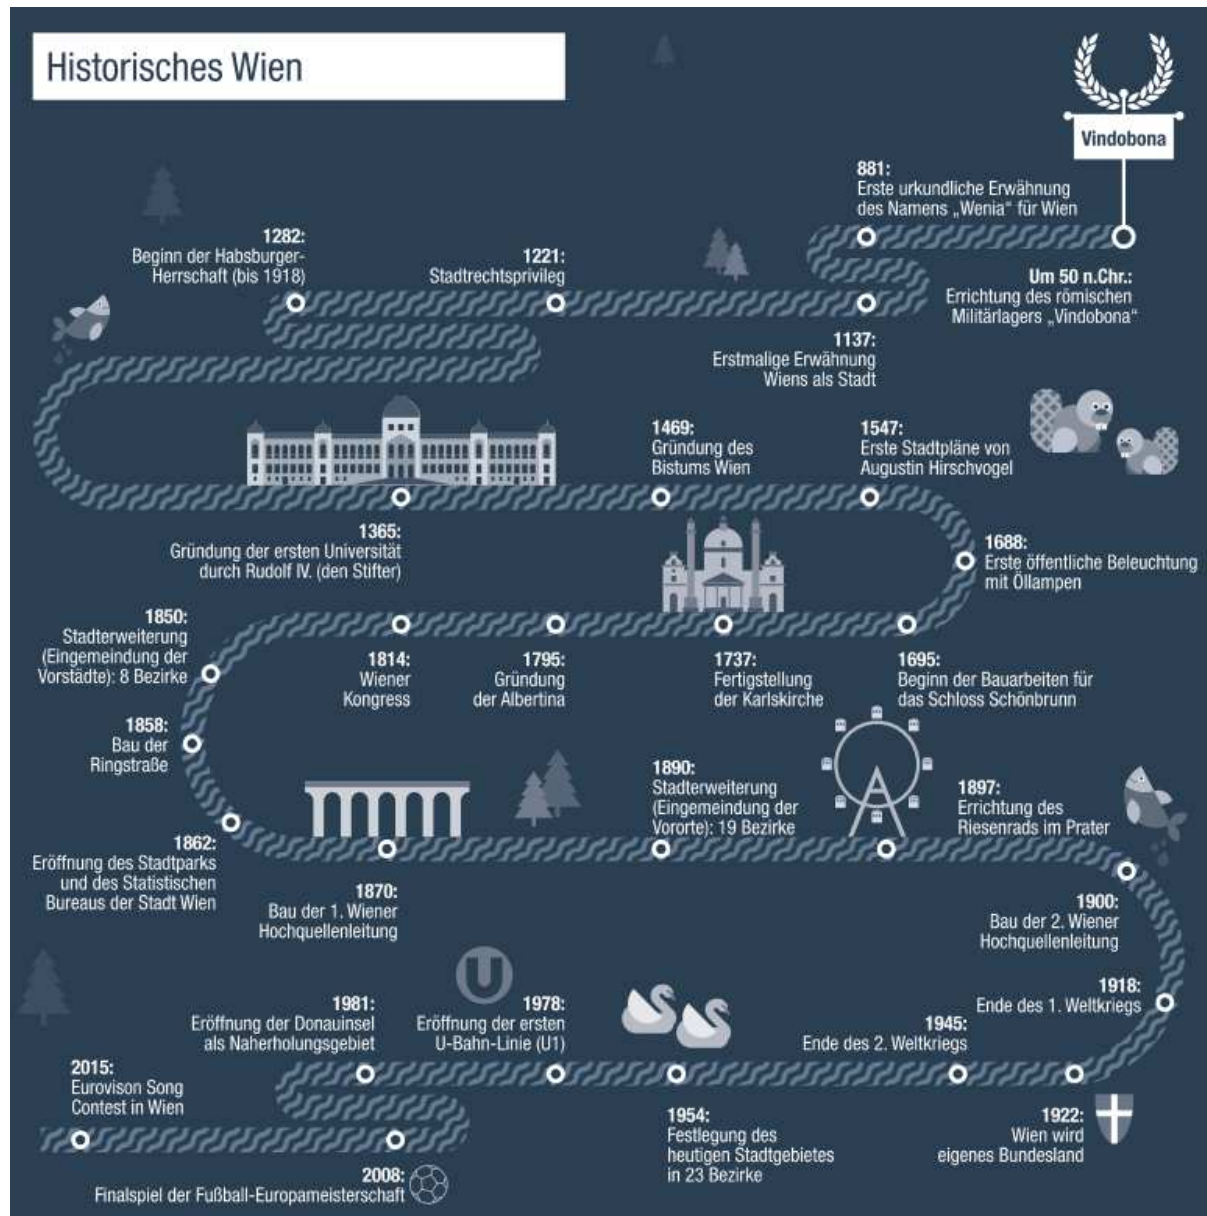 Historisches Wien
Vindobona
Um 50 n.Chr.:
Errichtung des römischen
Militärlagers „Vindobona“
881:
Erste urkundliche Erwähnung
des Namens „Wenia“ für Wien
1137:
Erstmalige Erwähnung
Wiens als Stadt
1221:
Stadtrechtsprivileg
1282:
Beginn der Habsburger-
Herrschaft (bis 1918)
1365:
Gründung der ersten Universität
durch Rudolf IV. (den Stifter)
1469:
Gründung des
Bistums Wien
1547:
Erste Stadtpläne von
Augustin Hirschvogel
1688:
Erste öffentliche Beleuchtung
mit Öllampen
1695:
Beginn der Bauarbeiten für
das Schloss Schönbrunn
1737:
Fertigstellung
der Karlskirche
1795:
Gründung
der Albertina
1814:
Wiener
Kongress
1850:
Stadterweiterung
(Eingemeindung der
Vorstädte): 8 Bezirke
1858:
Bau der
Ringstraße
1862:
Eröffnung des Stadtparks
und des Statistischen
Bureaus der Stadt Wien
1870:
Bau der 1. Wiener
Hochquellenleitung
1890:
Stadterweiterung
(Eingemeindung der
Vororte): 19 Bezirke
1897:
Errichtung des
Riesenrads im Prater
1900:
Bau der 2. Wiener
Hochquellenleitung
1918:
Ende des 1. Weltkriegs
1922:
Wien wird
eigenes Bundesland
1945:
Ende des 2. Weltkriegs
1954:
Festlegung des
heutigen Stadtgebietes
in 23 Bezirke
U
1978:
Eröffnung der ersten
U-Bahn-Linie (U1)
1981:
Eröffnung der Donauinsel
als Naherholungsgebiet
2008:
Finalspiel der Fußball-Europameisterschaft
2015:
Eurovison Song
Contest in Wien